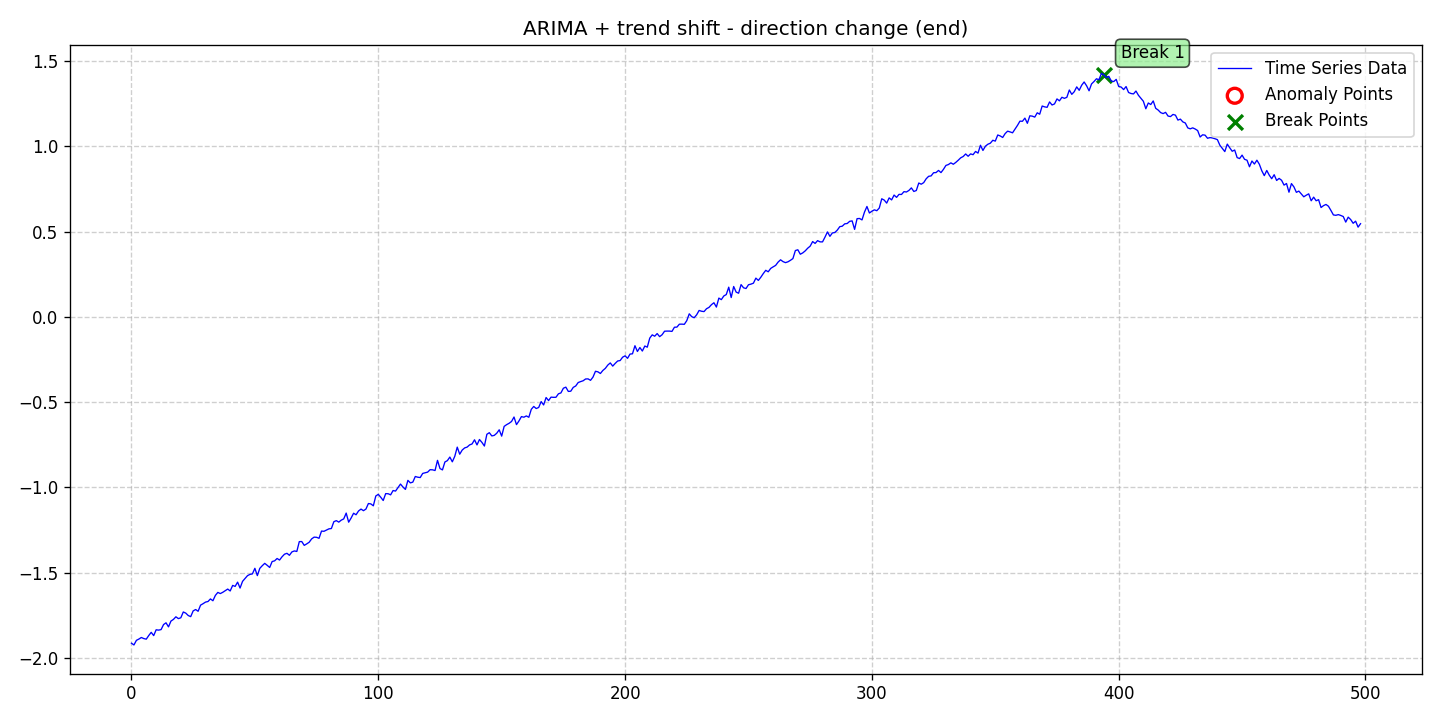 ARIMA + trend shift - direction change (end)
Break 1
Time Series Data
Anomaly Points
Break Points
1.5
1.0
0.5
0.0
−0.5
−1.0
−1.5
−2.0
0 100 200 300 400 500